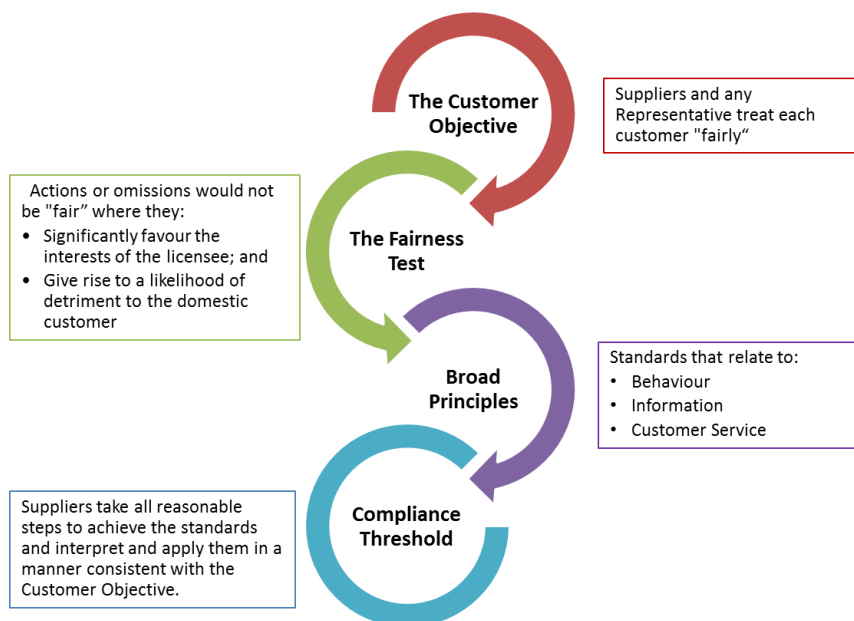 The Customer
Objective
Suppliers and any
Representative treat each
customer "fairly“
Actions or omissions would not
be "fair” where they:
• Significantly favour the
interests of the licensee; and
• Give rise to a likelihood of
detriment to the domestic
customer
The Fairness
Test
Broad
Principles
Standards that relate to:
• Behaviour
• Information
• Customer Service
Suppliers take all reasonable
steps to achieve the standards
and interpret and apply them in a
manner consistent with the
Customer Objective.
Compliance
Threshold